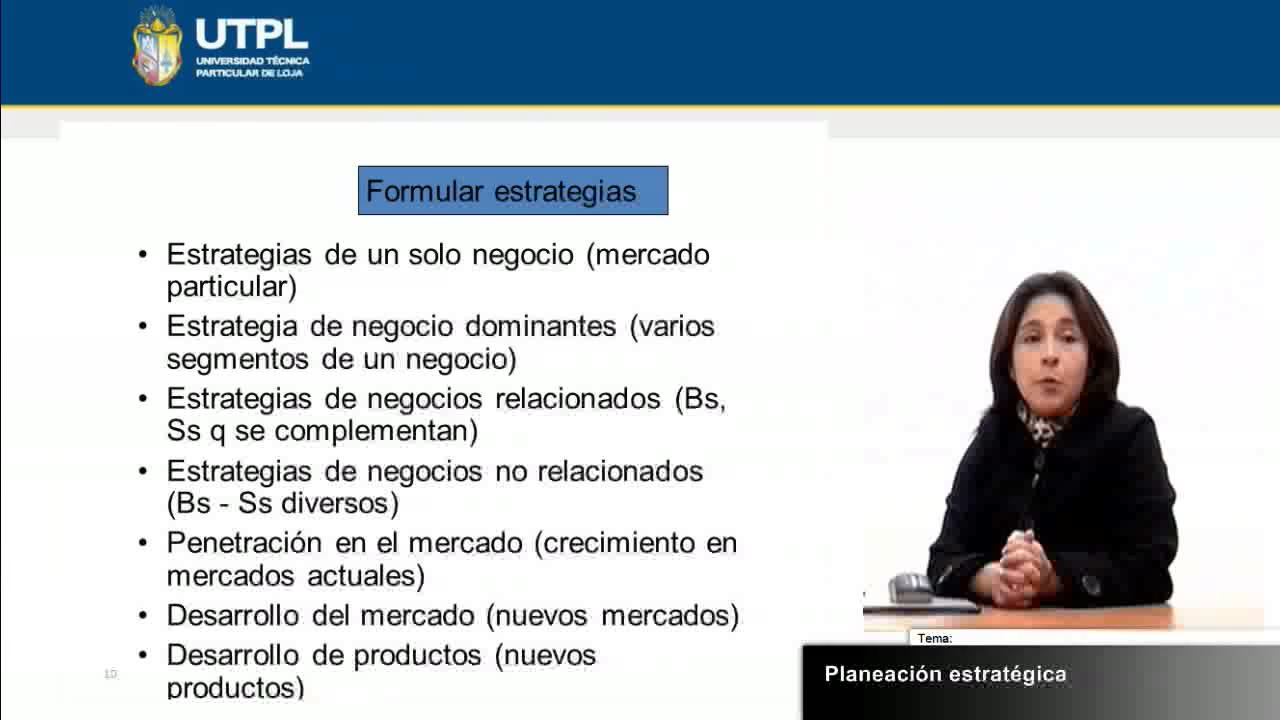 UTPL
UNIVERSIDAD TÉCNICA
PARTICULAR DE LOJA
Formular estrategias
• Estrategias de un solo negocio (mercado
particular)
• Estrategia de negocio dominantes (varios
segmentos de un negocio)
• Estrategias de negocios relacionados (Bs,
Ss q se complementan)
• Estrategias de negocios no relacionados
(Bs - Ss diversos)
• Penetración en el mercado (crecimiento en
mercados actuales)
• Desarrollo del mercado (nuevos mercados)
• Desarrollo de productos (nuevos
productos)
Tema:
Planeación estratégica